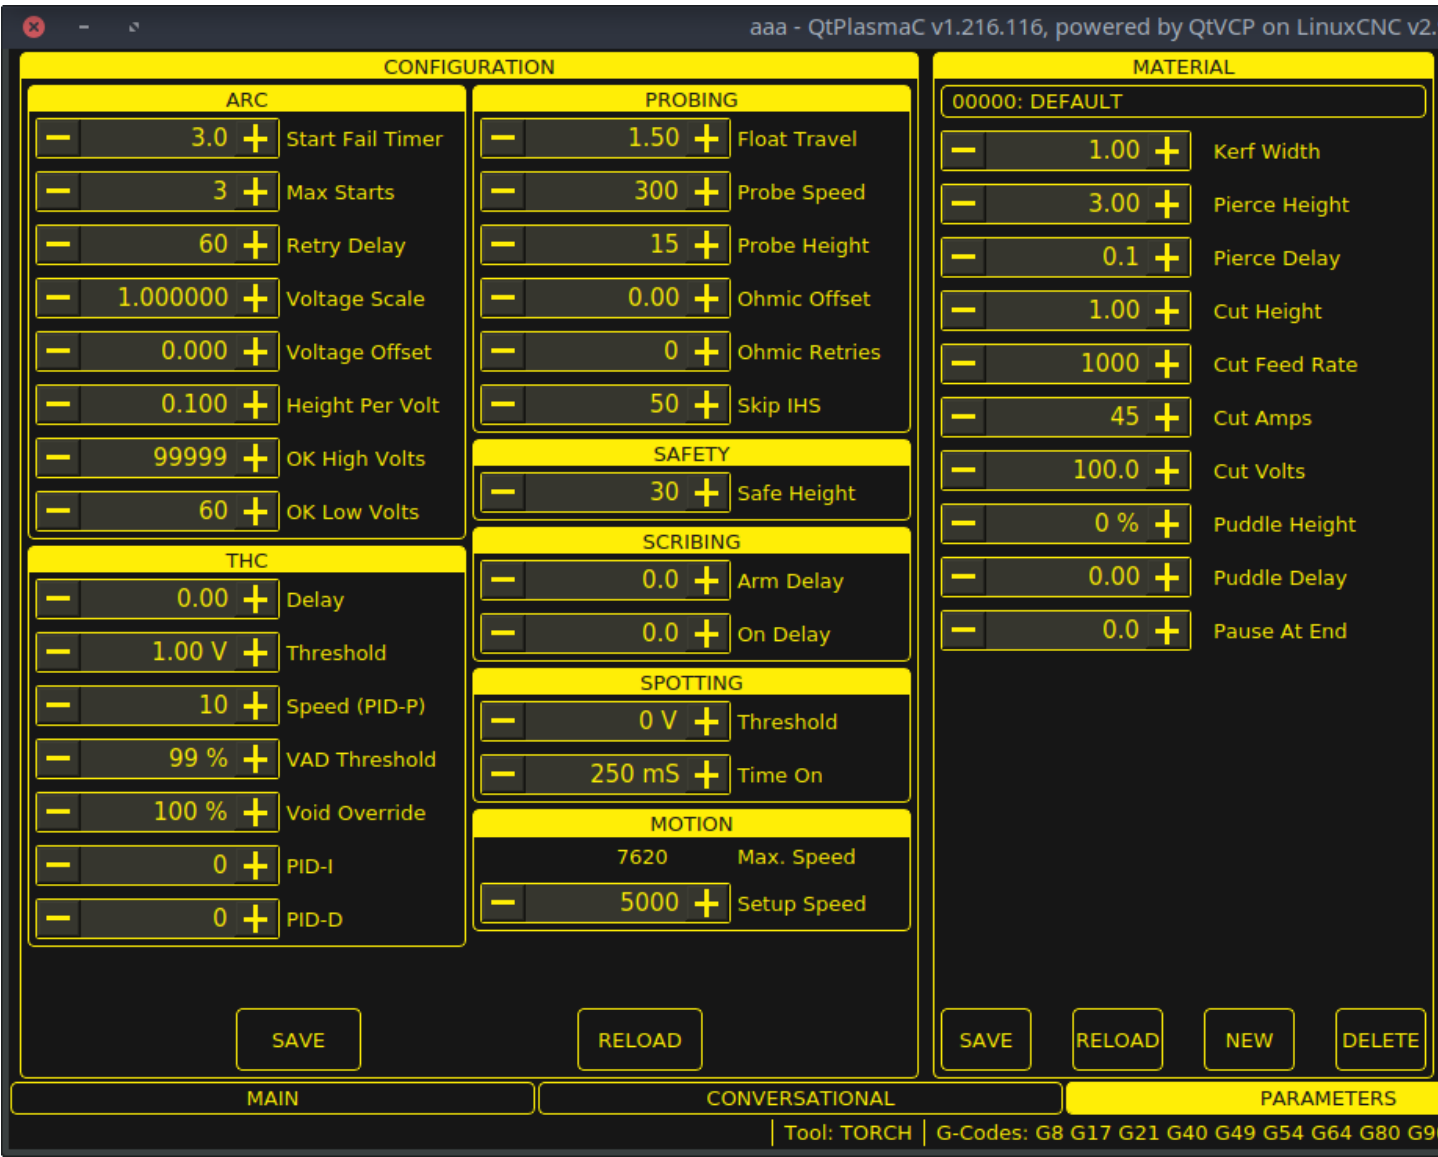 aaa - QtPlasmaC v1.216.116, powered by QtVCP on LinuxCNC v2.
CONFIGURATION
ARC
3.0 Start Fail Timer
3 Max Starts
60 Retry Delay
1.000000 Voltage Scale
0.000 Voltage Offset
0.100 Height Per Volt
99999 OK High Volts
60 OK Low Volts
THC
0.00 Delay
1.00 V Threshold
10 Speed (PID-P)
99 % VAD Threshold
100 % Void Override
0 PID-I
0 PID-D
PROBING
1.50 Float Travel
300 Probe Speed
15 Probe Height
0.00 Ohmic Offset
0 Ohmic Retries
50 Skip IHS
SAFETY
30 Safe Height
SCRIBING
0.0 Arm Delay
0.0 On Delay
SPOTTING
0 V Threshold
250 mS Time On
MOTION
7620 Max. Speed
5000 Setup Speed
SAVE RELOAD
MATERIAL
00000: DEFAULT
1.00 Kerf Width
3.00 Pierce Height
0.1 Pierce Delay
1.00 Cut Height
1000 Cut Feed Rate
45 Cut Amps
100.0 Cut Volts
0 % Puddle Height
0.00 Puddle Delay
0.0 Pause At End
SAVE RELOAD NEW DELETE
MAIN CONVERSATIONAL PARAMETERS
Tool: TORCH G-Codes: G8 G17 G21 G40 G49 G54 G64 G80